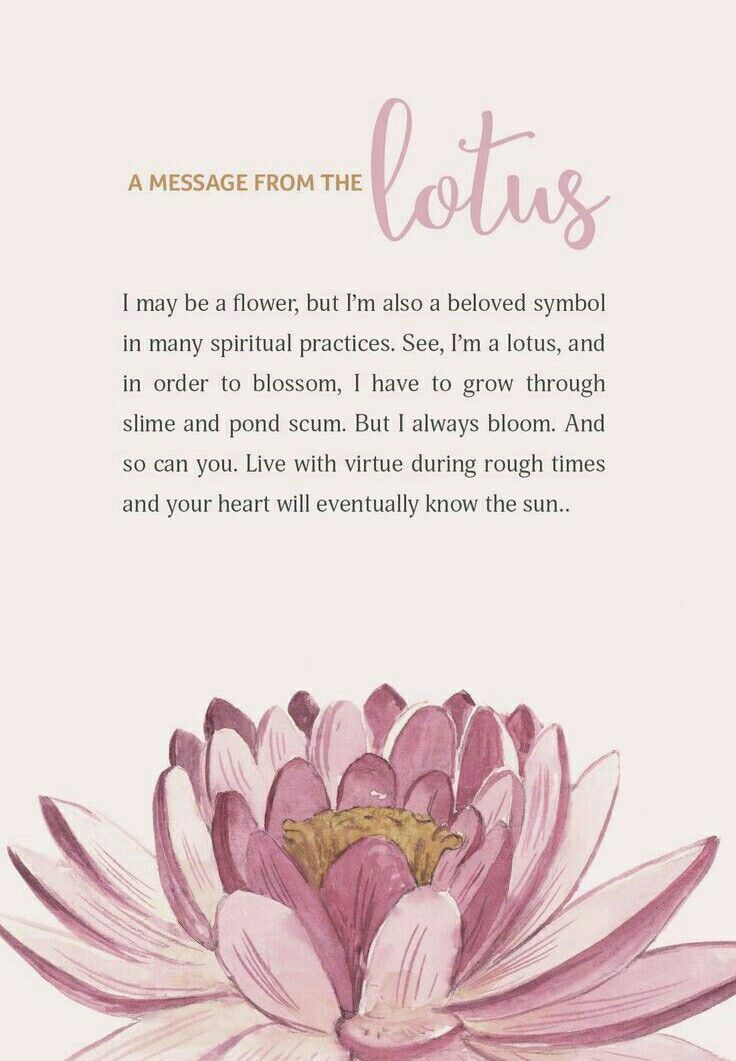 A MESSAGE FROM THE lotus
I may be a flower, but I’m also a beloved symbol
in many spiritual practices. See, I’m a lotus, and
in order to blossom, I have to grow through
slime and pond scum. But I always bloom. And
so can you. Live with virtue during rough times
and your heart will eventually know the sun..